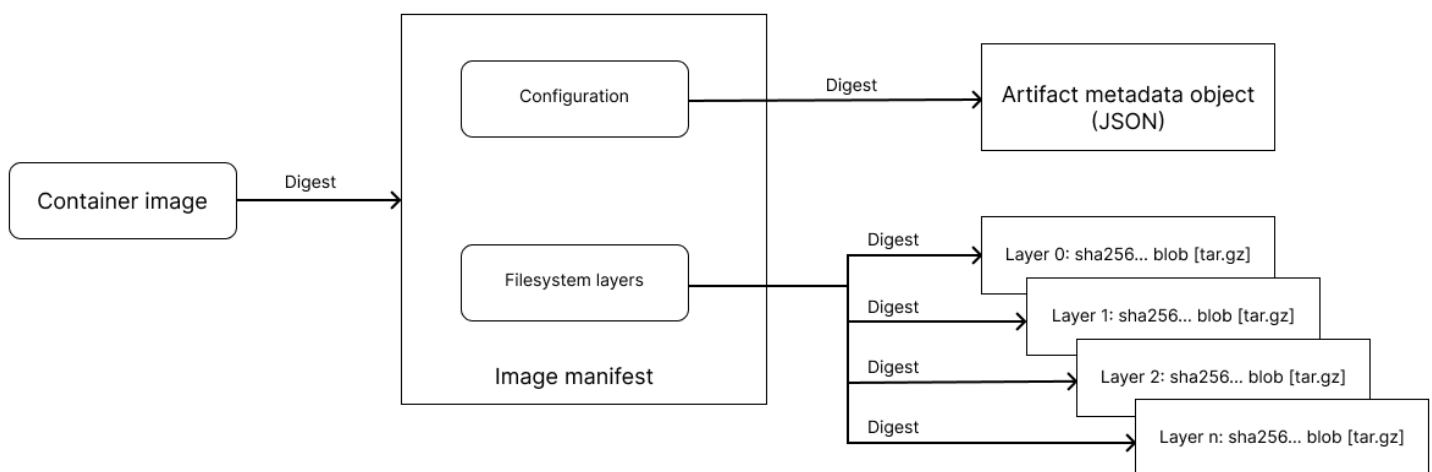 Container image
Digest
Configuration
Filesystem layers
Image manifest
Digest
Artifact metadata object
(JSON)
Digest
Layer 0: sha256... blob [tar.gz]
Digest
Layer 1: sha256... blob [tar.gz]
Digest
Layer 2: sha256... blob [tar.gz]
Digest
Layer n: sha256... blob [tar.gz]